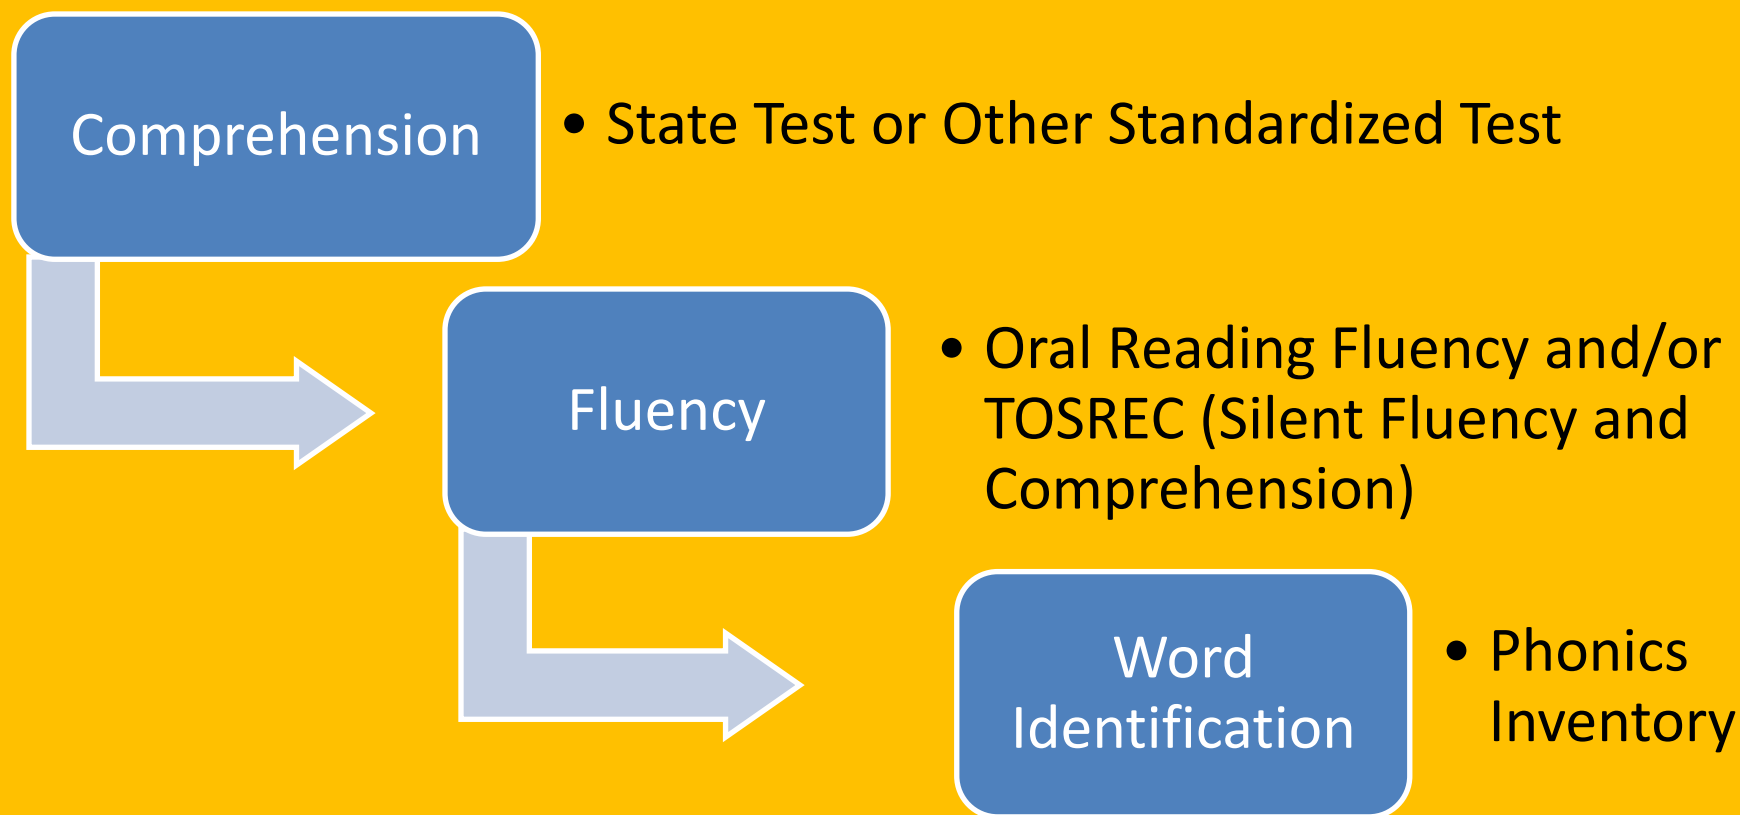 Comprehension
• State Test or Other Standardized Test
Fluency
• Oral Reading Fluency and/or
TOSREC (Silent Fluency and
Comprehension)
Word
Identification
• Phonics
Inventory